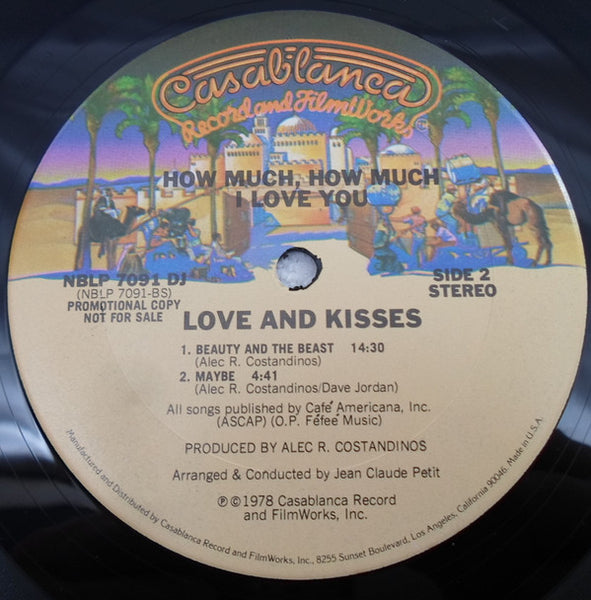 Casablanca
Record and FilmWorks™
HOW MUCH, HOW MUCH
I LOVE YOU
NBLP 7091 DJ
(NBLP 7091-BS)
PROMOTIONAL COPY
NOT FOR SALE
SIDE 2
STEREO
LOVE AND KISSES
1. BEAUTY AND THE BEAST 14:30
(Alec R. Costandinos)
2. MAYBE 4:41
(Alec R. Costandinos/Dave Jordan)
All songs published by Café Americana, Inc.
(ASCAP) (O.P. Féfee Music)
PRODUCED BY ALEC R. COSTANDINOS
Arranged & Conducted by Jean Claude Petit
℗©1978 Casablanca Record
and FilmWorks, Inc.
Manufactured and Distributed by Casablanca Record and FilmWorks, Inc., 8255 Sunset Boulevard, Los Angeles, California 90046. Made in U.S.A.